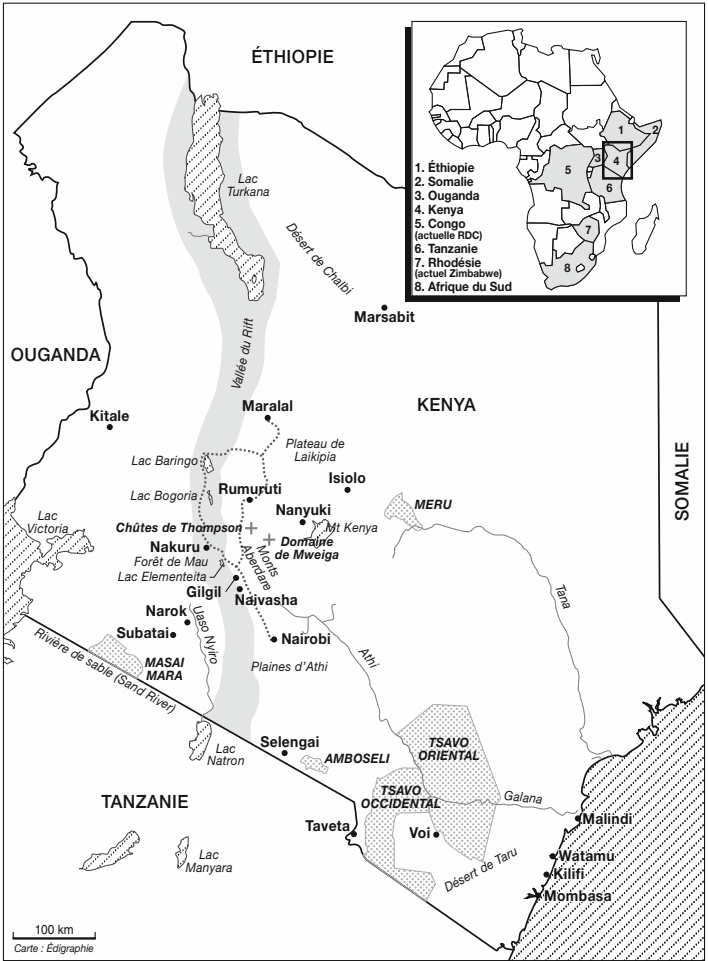 ÉTHIOPIE
1
2
3
4
5
6
7
8
1. Éthiopie
2. Somalie
3. Ouganda
4. Kenya
5. Congo
(actuelle RDC)
6. Tanzanie
7. Rhodésie
(actuel Zimbabwe)
8. Afrique du Sud
Lac
Turkana
Désert de Chalbi
Marsabit
Vallée du Rift
OUGANDA
KENYA
SOMALIE
Kitale
Maralal
Plateau de
Laikipia
Lac Baringo
Isiolo
Lac Bogoria
Rumuruti
MERU
Lac
Victoria
Nanyuki
Chûtes de Thompson
Mt Kenya
Domaine
de Mweiga
Nakuru
Monts
Aberdare
Forêt de Mau
Lac Elementeita
Gilgil
Naivasha
Tana
Narok
Uaso Nyiro
Subatai
Nairobi
Athi
Rivière de sable (Sand River)
MASAI
MARA
Plaines d'Athi
Lac
Natron
Selengai
AMBOSELI
TSAVO
ORIENTAL
TSAVO
OCCIDENTAL
Galana
TANZANIE
Taveta
Voi
Malindi
Lac
Manyara
Désert de Taru
Watamu
Kilifi
Mombasa
100 km
Carte : Édigraphie